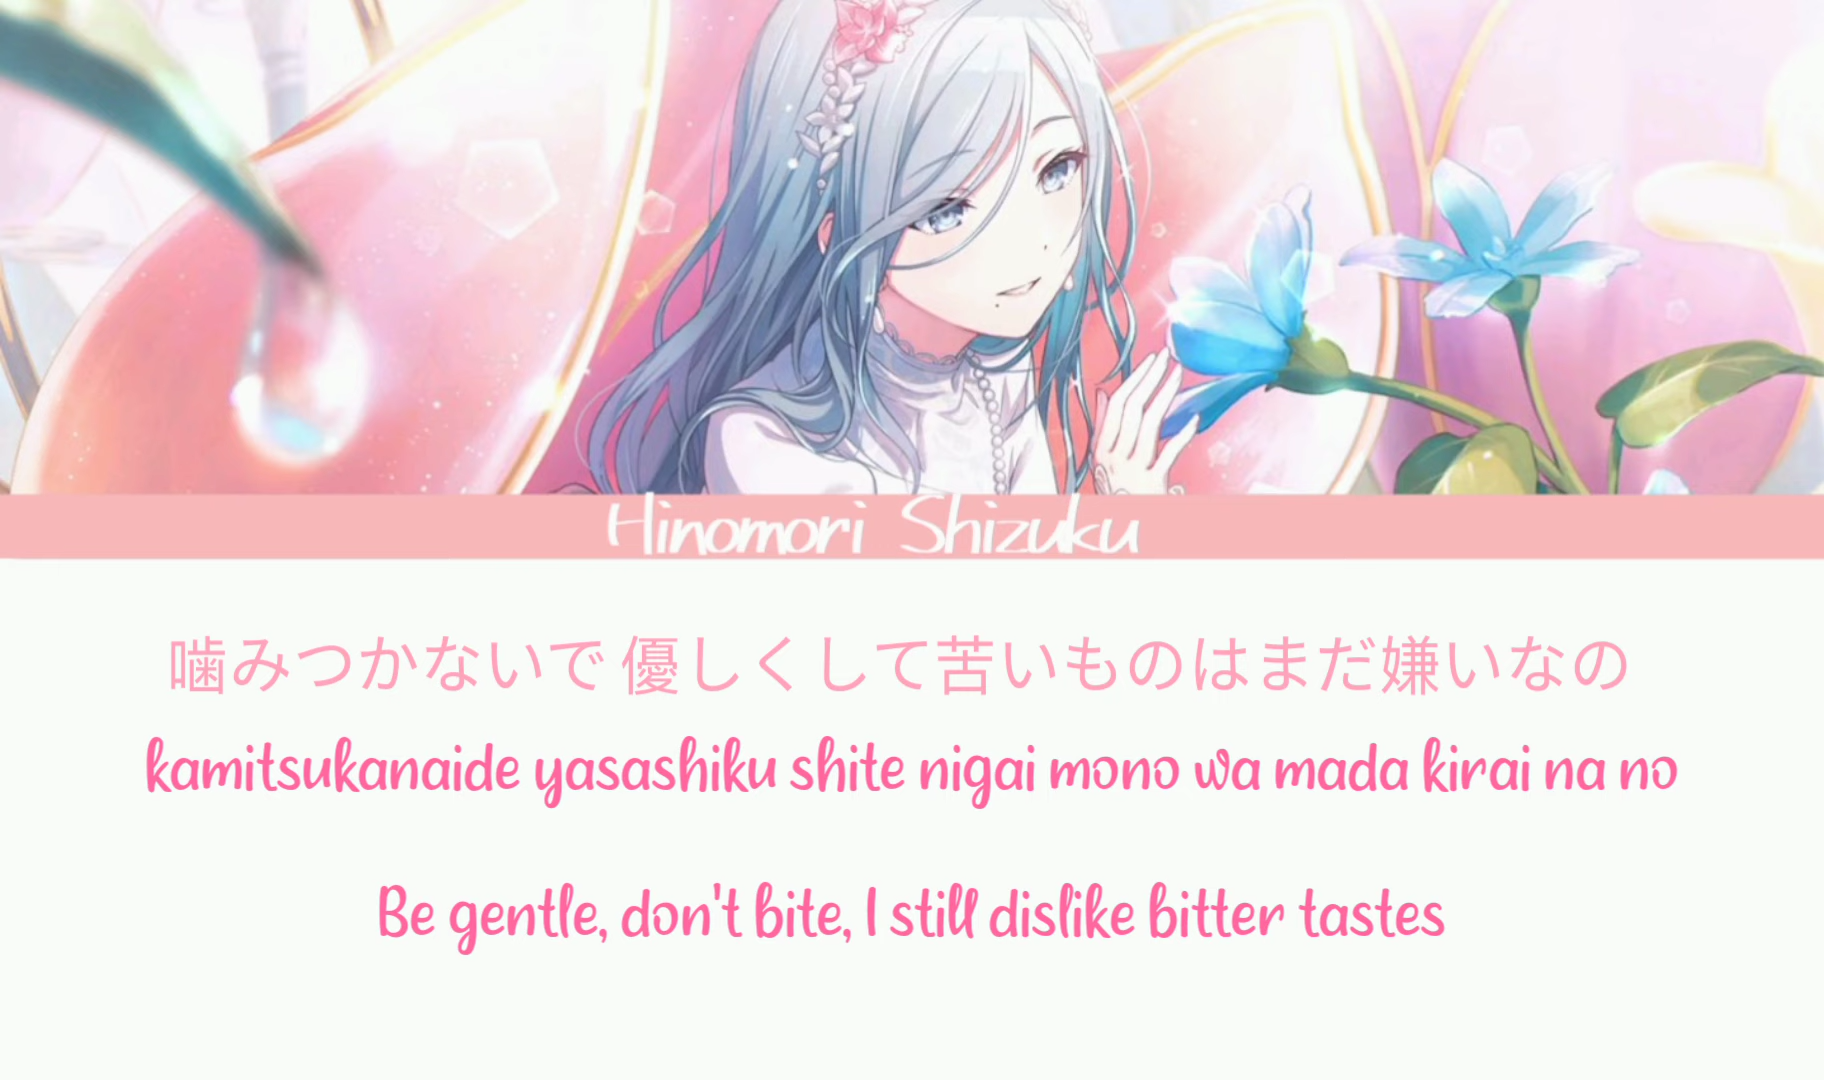 Hinomori Shizuku
噛みつかないで 優しくして苦いものはまだ嫌いなの
kamitsukanaide yasashiku shite nigai mono wa mada kirai na no
Be gentle, don't bite, I still dislike bitter tastes